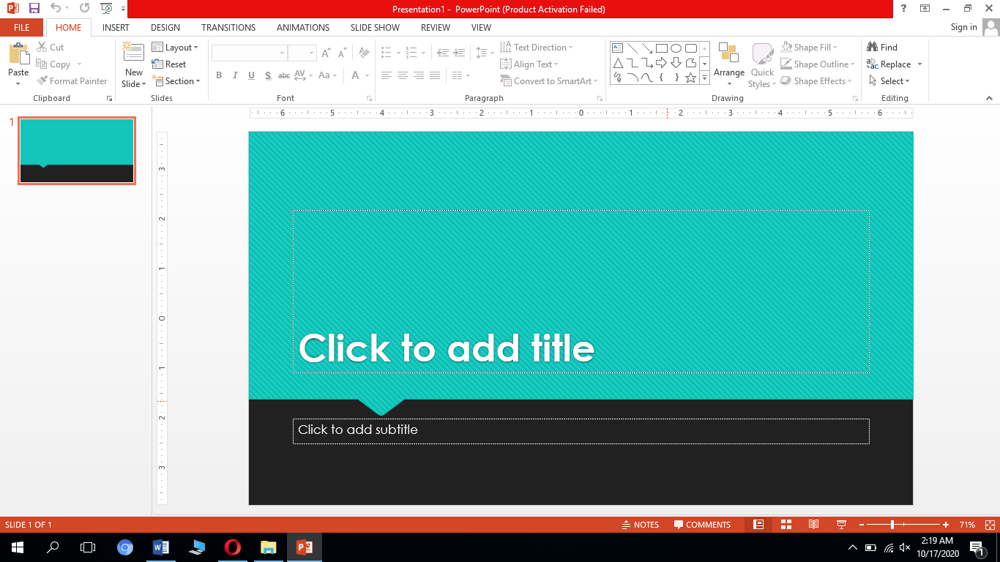 Presentation1 - PowerPoint (Product Activation Failed)
?
FILE HOME INSERT DESIGN TRANSITIONS ANIMATIONS SLIDE SHOW REVIEW VIEW Sign in
Paste
Cut
Copy
Format Painter
Clipboard
New
Slide
Layout
Reset
Section
Slides
B I U S abc AV Aa A
A A
Font
Text Direction
Align Text
Convert to SmartArt
Paragraph
Arrange
Quick
Styles
Shape Fill
Shape Outline
Shape Effects
Drawing
Find
Replace
Select
Editing
6 5 4 3 2 1 0 1 2 3 4 5 6
3
2
1
0
1
2
3
1
Click to add title
Click to add subtitle
SLIDE 1 OF 1 NOTES COMMENTS 71%
2:19 AM
10/17/2020
1